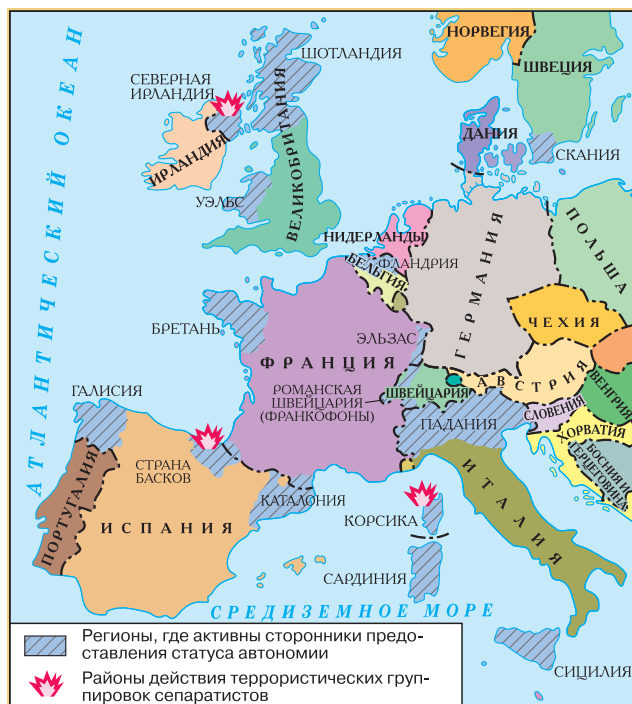 АТЛАНТИЧЕСКИЙ ОКЕАН
НОРВЕГИЯ
ШВЕЦИЯ
ШОТЛАНДИЯ
СЕВЕРНАЯ
ИРЛАНДИЯ
ИРЛАНДИЯ
ВЕЛИКОБРИТАНИЯ
УЭЛЬС
ДАНИЯ
СКАНИЯ
НИДЕРЛАНДЫ
ФЛАНДРИЯ
БЕЛЬГИЯ
ГЕРМАНИЯ
ПОЛЬША
БРЕТАНЬ
ЭЛЬЗАС
ЧЕХИЯ
ФРАНЦИЯ
АВСТРИЯ
РОМАНСКАЯ
ШВЕЙЦАРИЯ
(ФРАНКОФОНЫ)
ШВЕЙЦАРИЯ
ВЕНГРИЯ
ГАЛИСИЯ
ПАДАНИЯ
СЛОВЕНИЯ
ХОРВАТИЯ
БОСНИЯ И
ГЕРЦЕГОВИНА
СТРАНА
БАСКОВ
ПОРТУГАЛИЯ
ИСПАНИЯ
КАТАЛОНИЯ
ИТАЛИЯ
КОРСИКА
САРДИНИЯ
СРЕДИЗЕМНОЕ МОРЕ
СИЦИЛИЯ
Регионы, где активны сторонники предо-
ставления статуса автономии
Районы действия террористических груп-
пировок сепаратистов